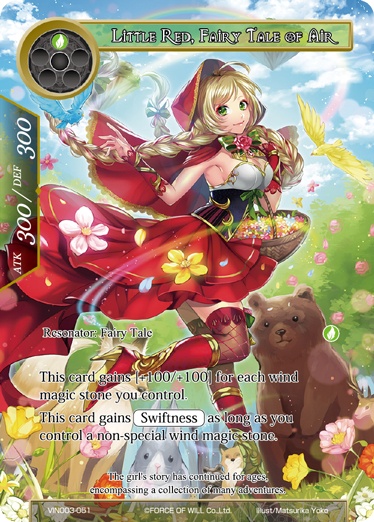 Little Red, Fairy Tale of Air
ATK 300 / DEF 300
Resonator: Fairy Tale
This card gains [+100/+100] for each wind
magic stone you control.
This card gains Swiftness as long as you
control a non-special wind magic stone.
The girl's story has continued for ages,
encompassing a collection of many adventures.
VIN003-061
©FORCE OF WILL Co.,Ltd.
Illust/Matsurika Yoko